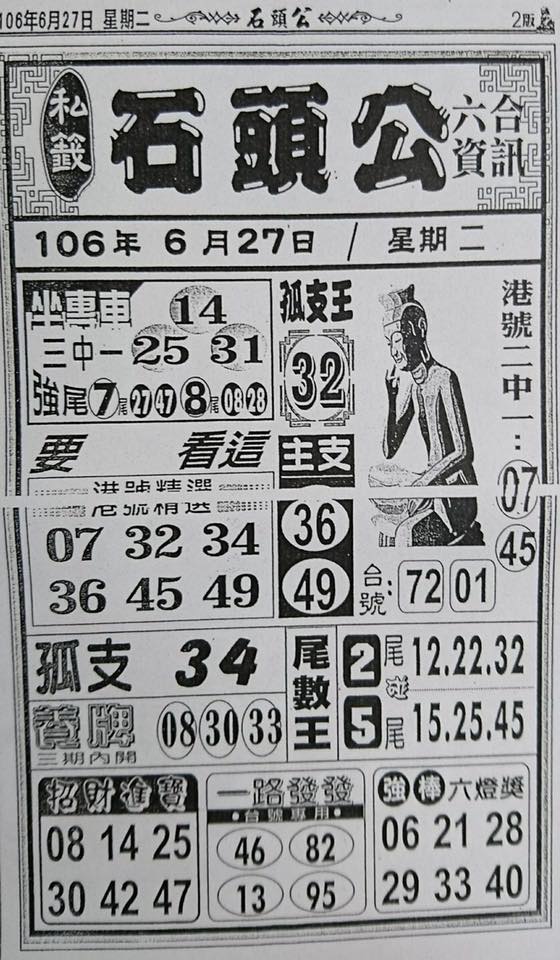 106年6月27日 星期二 石頭公 2版
私籤 石頭公 六合資訊
106年6月27日 / 星期二
坐專車 14
三中一 25 31
強尾 7尾 27 47 8尾 08 28
孤支王
32
港號二中一：07 45
要看這
港號精選
港號精選
07 32 34
36 45 49
主支
36
49
台號：72 01
孤支 34
養牌 08 30 33
三期內開
尾數王
2尾 12.22.32
碰
5尾 15.25.45
招財進寶
08 14 25
30 42 47
一路發發
台號專用
46 82
13 95
強棒六燈獎
06 21 28
29 33 40